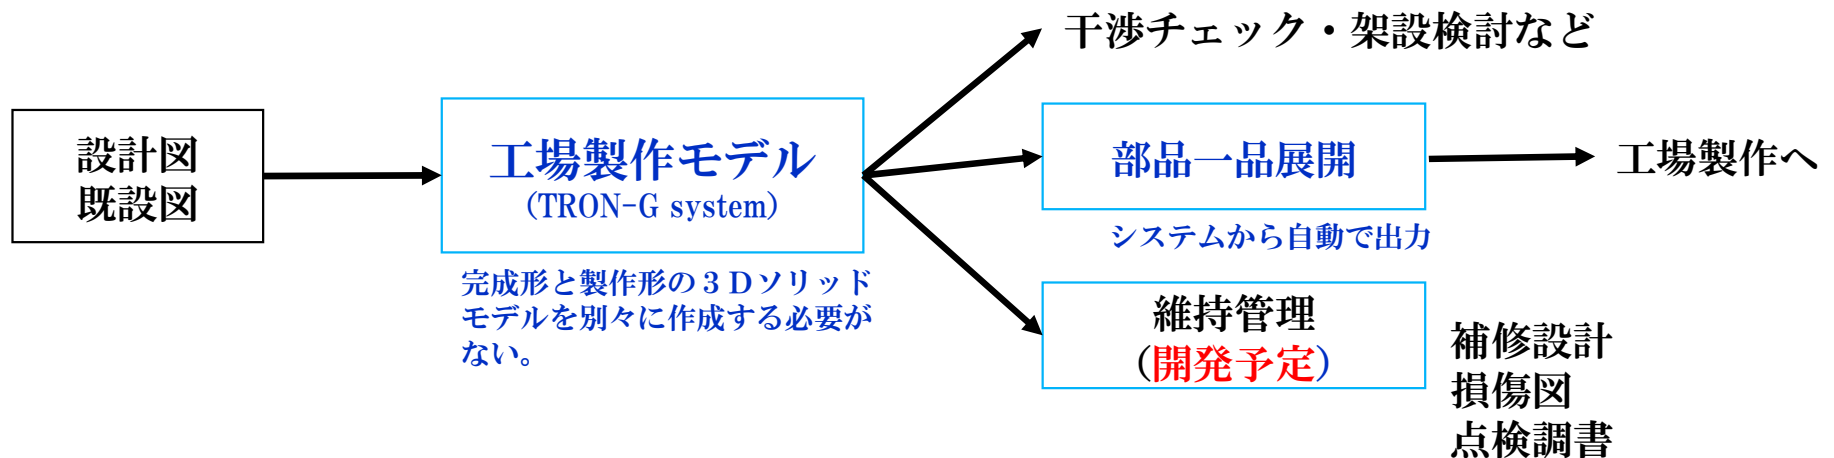 干渉チェック・架設検討など
設計図
既設図
工場製作モデル
(TRON-G system)
完成形と製作形の３Ｄソリッド
モデルを別々に作成する必要が
ない。
部品一品展開
システムから自動で出力
工場製作へ
維持管理
(開発予定)
補修設計
損傷図
点検調書